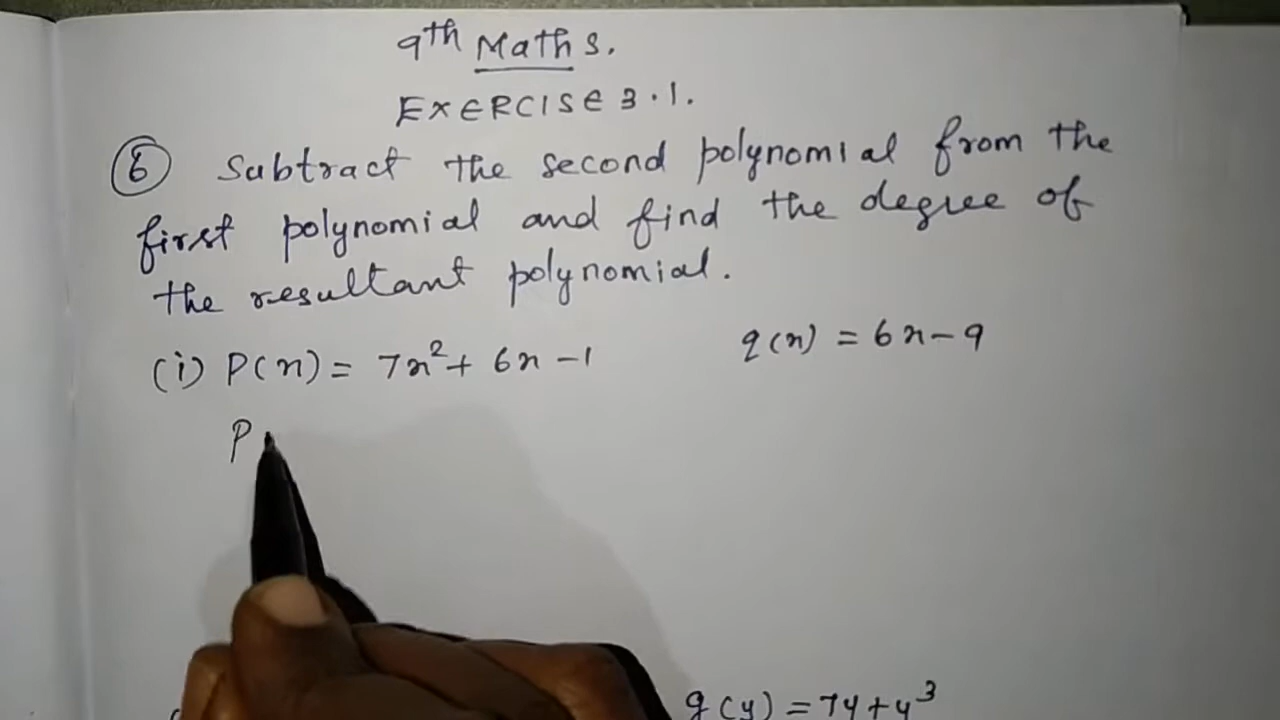 9th Maths.
EXERCISE 3.1.
6 Subtract the second polynomial from the
first polynomial and find the degree of
the resultant polynomial.
(i) P(x) = 7x² + 6x - 1 q(x) = 6x - 9
P
g(y) = 7y + y³